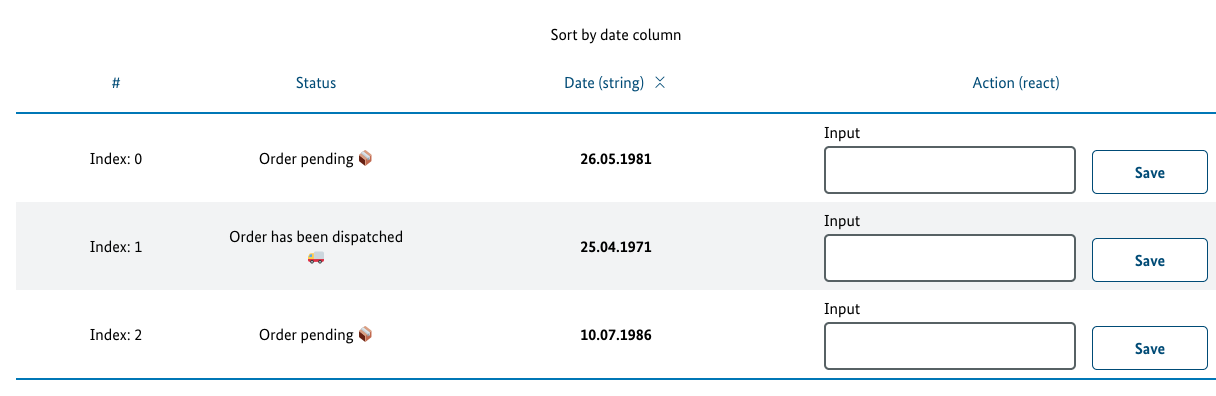 Sort by date column
# Status Date (string) Action (react)
Index: 0 Order pending 📦 26.05.1981 Input Save
Index: 1 Order has been dispatched 🚚 25.04.1971 Input Save
Index: 2 Order pending 📦 10.07.1986 Input Save